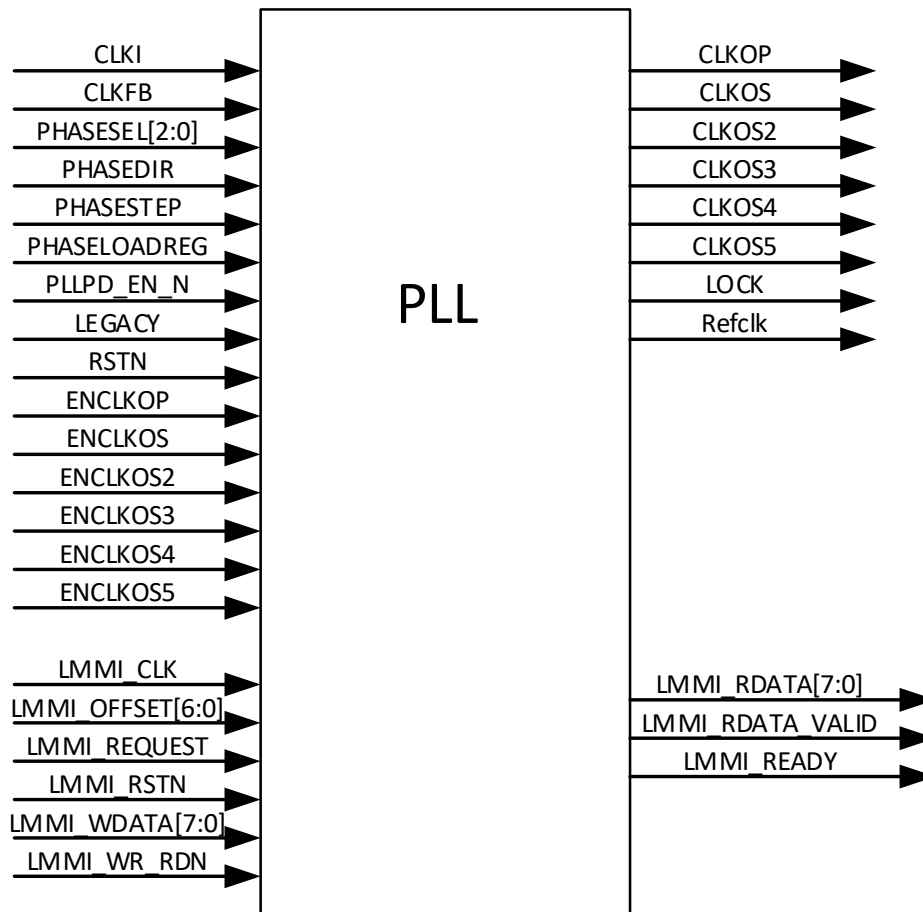 CLKI
CLKFB
PHASESEL[2:0]
PHASEDIR
PHASESTEP
PHASELOADREG
PLLPD_EN_N
LEGACY
RSTN
ENCLKOP
ENCLKOS
ENCLKOS2
ENCLKOS3
ENCLKOS4
ENCLKOS5
LMMI_CLK
LMMI_OFFSET[6:0]
LMMI_REQUEST
LMMI_RSTN
LMMI_WDATA[7:0]
LMMI_WR_RDN
PLL
CLKOP
CLKOS
CLKOS2
CLKOS3
CLKOS4
CLKOS5
LOCK
Refclk
LMMI_RDATA[7:0]
LMMI_RDATA_VALID
LMMI_READY